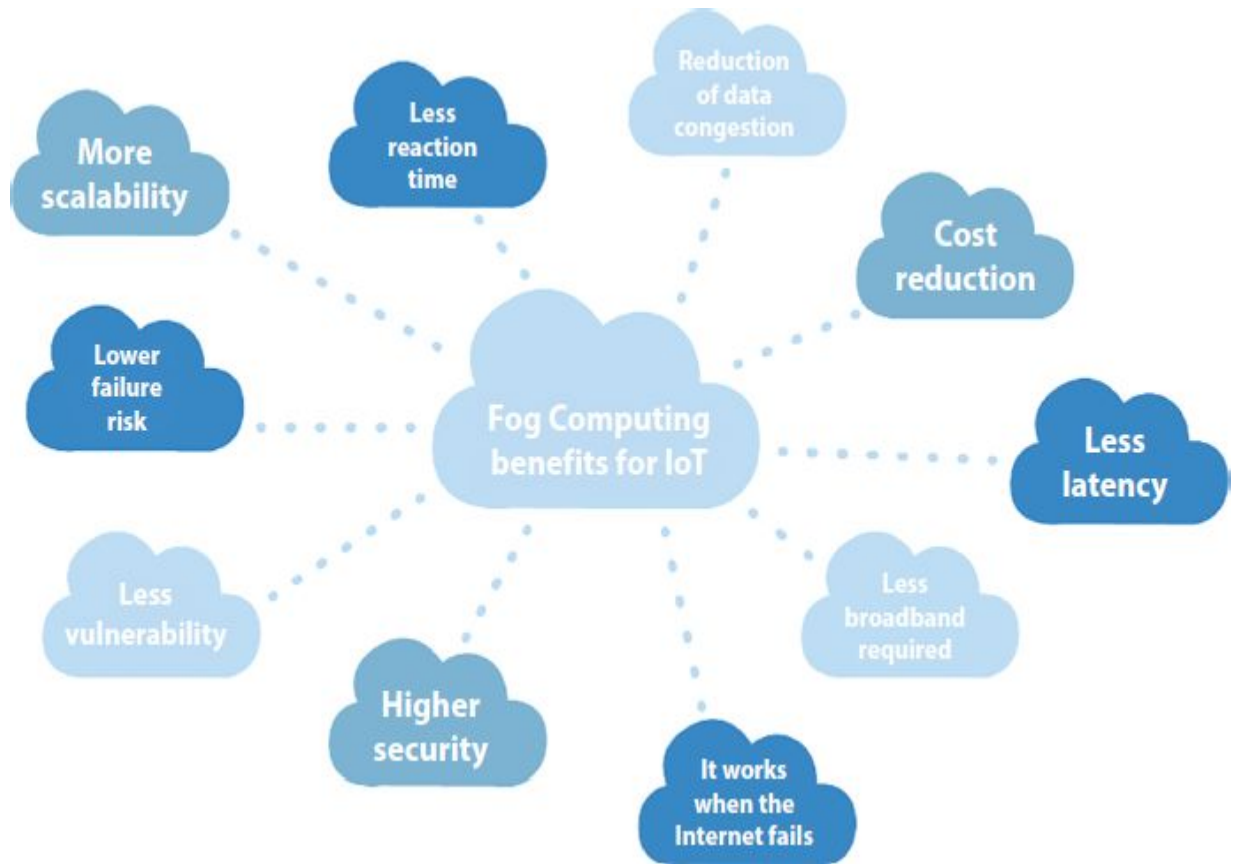 Reduction
of data
congestion
Less
reaction
time
More
scalability
Cost
reduction
Lower
failure
risk
Fog Computing
benefits for IoT
Less
latency
Less
vulnerability
Less
broadband
required
Higher
security
It works
when the
Internet fails